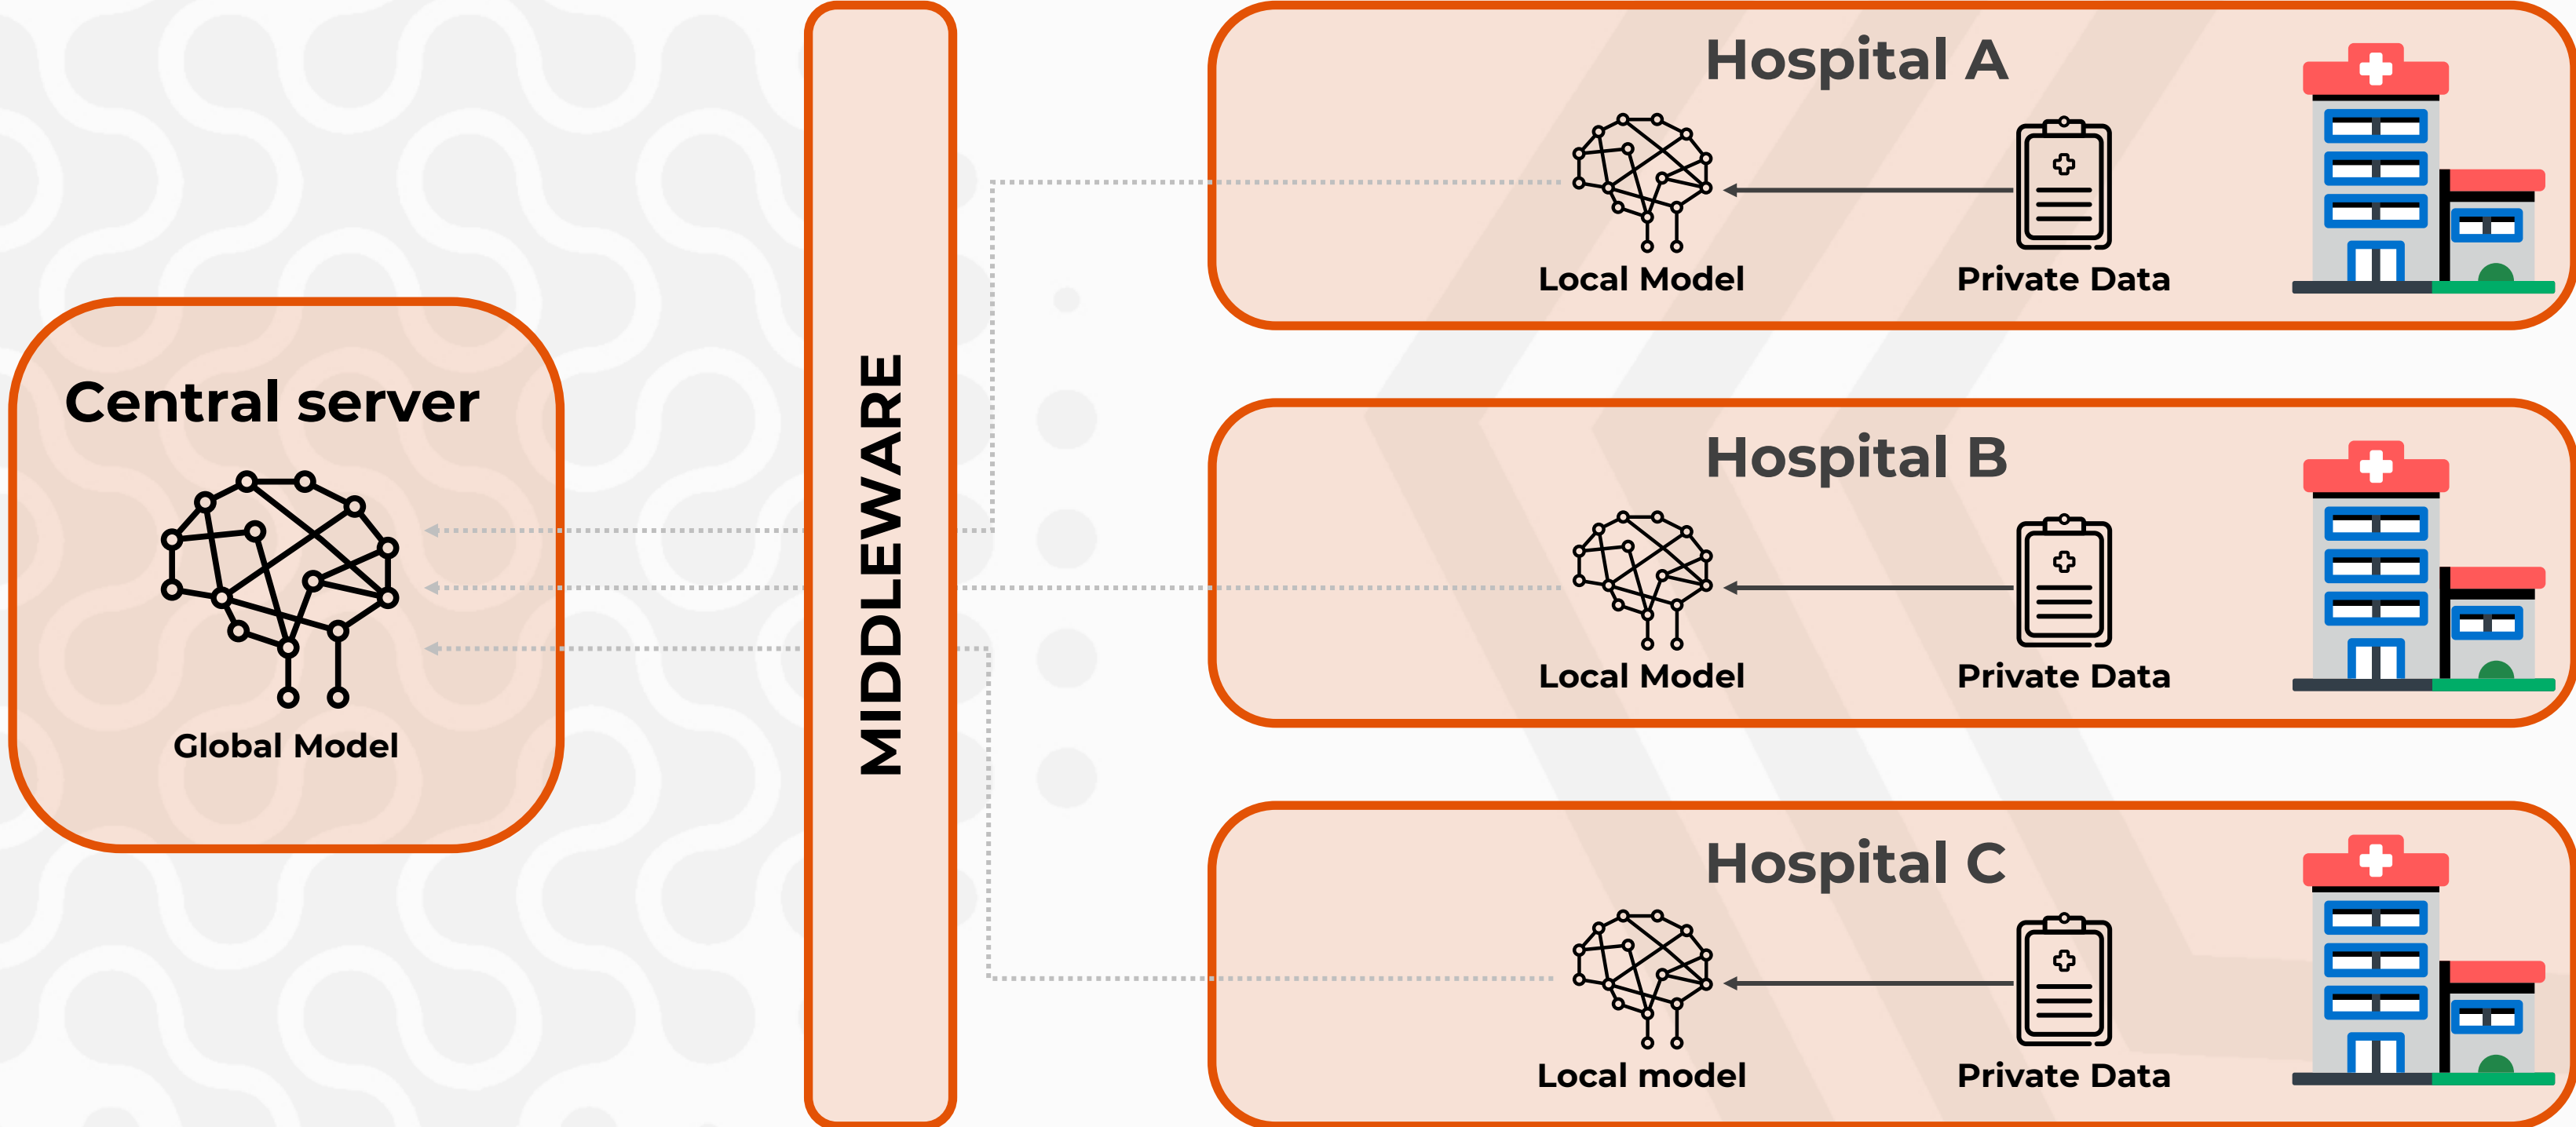 Central server
Global Model
MIDDLEWARE
Hospital A
Local Model
Private Data
Hospital B
Local Model
Private Data
Hospital C
Local model
Private Data